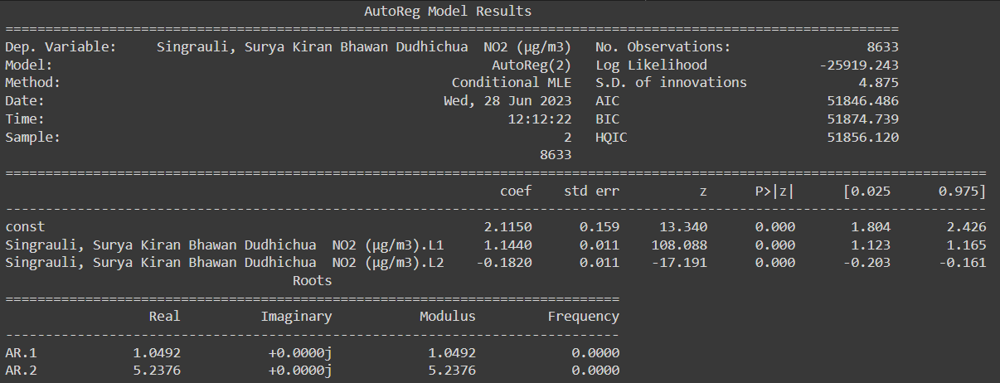 AutoReg Model Results
==============================================================================================================
Dep. Variable:     Singrauli, Surya Kiran Bhawan Dudhichua  NO2 (µg/m3)   No. Observations:                 8633
Model:                                                       AutoReg(2)   Log Likelihood              -25919.243
Method:                                                 Conditional MLE   S.D. of innovations              4.875
Date:                                                  Wed, 28 Jun 2023   AIC                          51846.486
Time:                                                          12:12:22   BIC                          51874.739
Sample:                                                               2   HQIC                         51856.120
8633
==============================================================================================================
coef    std err          z      P>|z|      [0.025      0.975]
--------------------------------------------------------------------------------------------------------------
const                                                      2.1150      0.159     13.340      0.000       1.804       2.426
Singrauli, Surya Kiran Bhawan Dudhichua  NO2 (µg/m3).L1     1.1440      0.011    108.088      0.000       1.123       1.165
Singrauli, Surya Kiran Bhawan Dudhichua  NO2 (µg/m3).L2    -0.1820      0.011    -17.191      0.000      -0.203      -0.161
Roots
=============================================================================
Real          Imaginary           Modulus         Frequency
-----------------------------------------------------------------------------
AR.1            1.0492           +0.0000j            1.0492            0.0000
AR.2            5.2376           +0.0000j            5.2376            0.0000